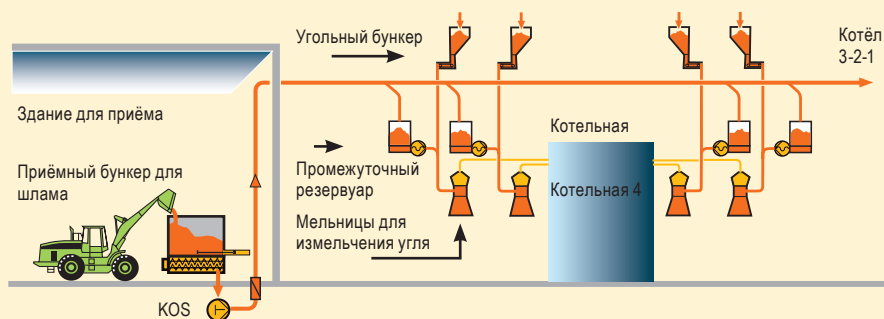 Угольный бункер
Котёл
3-2-1
Здание для приёма
Котельная
Приёмный бункер для
шлама
Промежуточный
резервуар
Котельная 4
Мельницы для
измельчения угля
KOS